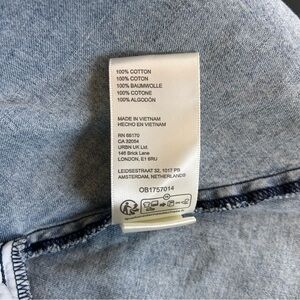 100% COTTON
100% COTON
100% BAUMWOLLE
100% COTONE
100% ALGODÓN
MADE IN VIETNAM
HECHO EN VIETNAM
RN 66170
CA 32054
URBN UK Ltd.
146 Brick Lane
LONDON, E1 6RU
LEIDSESTRAAT 32, 1017 PB
AMSTERDAM, NETHERLANDS
OB1757014